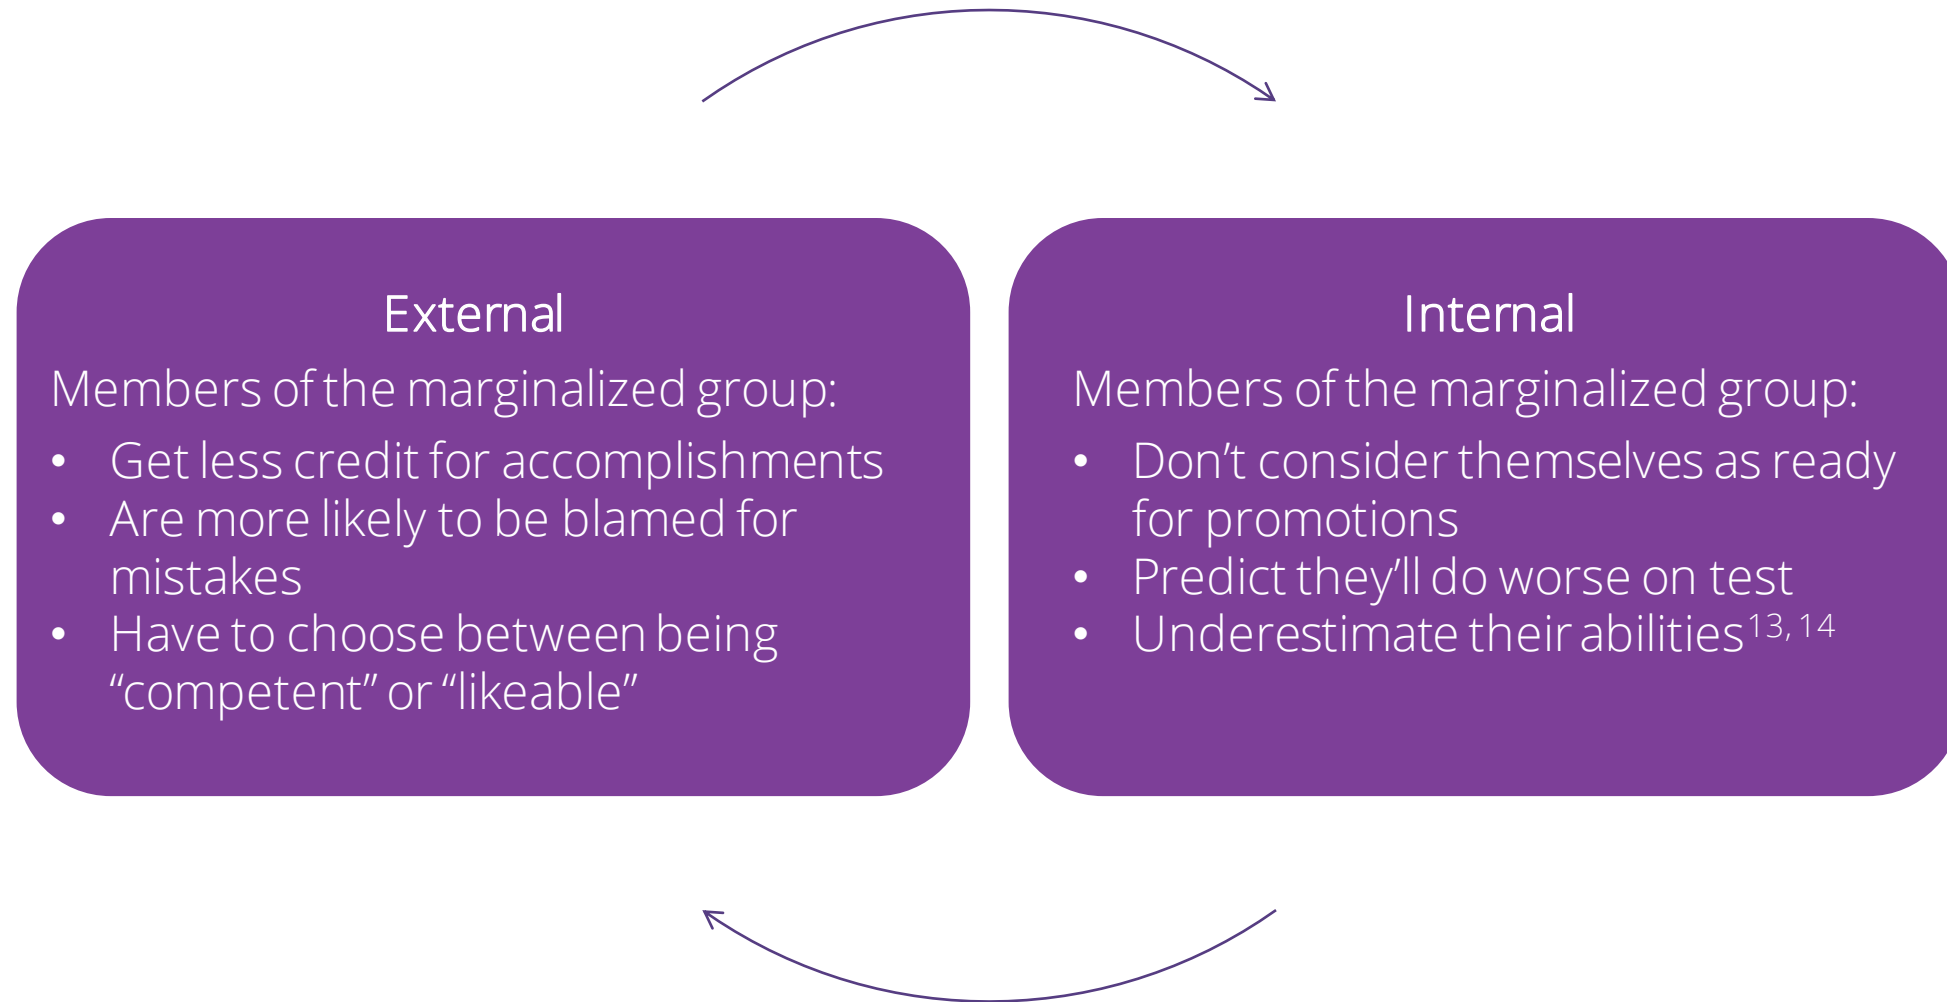 External
Members of the marginalized group:
• Get less credit for accomplishments
• Are more likely to be blamed for
mistakes
• Have to choose between being
“competent” or “likeable”
Internal
Members of the marginalized group:
• Don’t consider themselves as ready
for promotions
• Predict they’ll do worse on test
• Underestimate their abilities13, 14